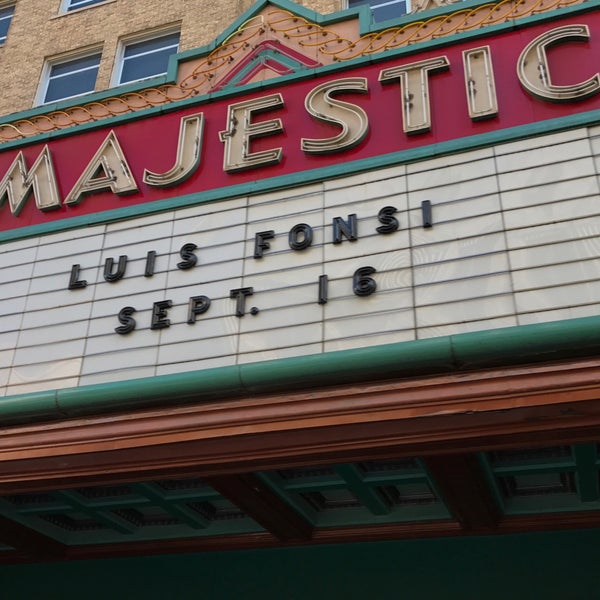 MAJESTIC
LUIS FONSI
SEPT. 16